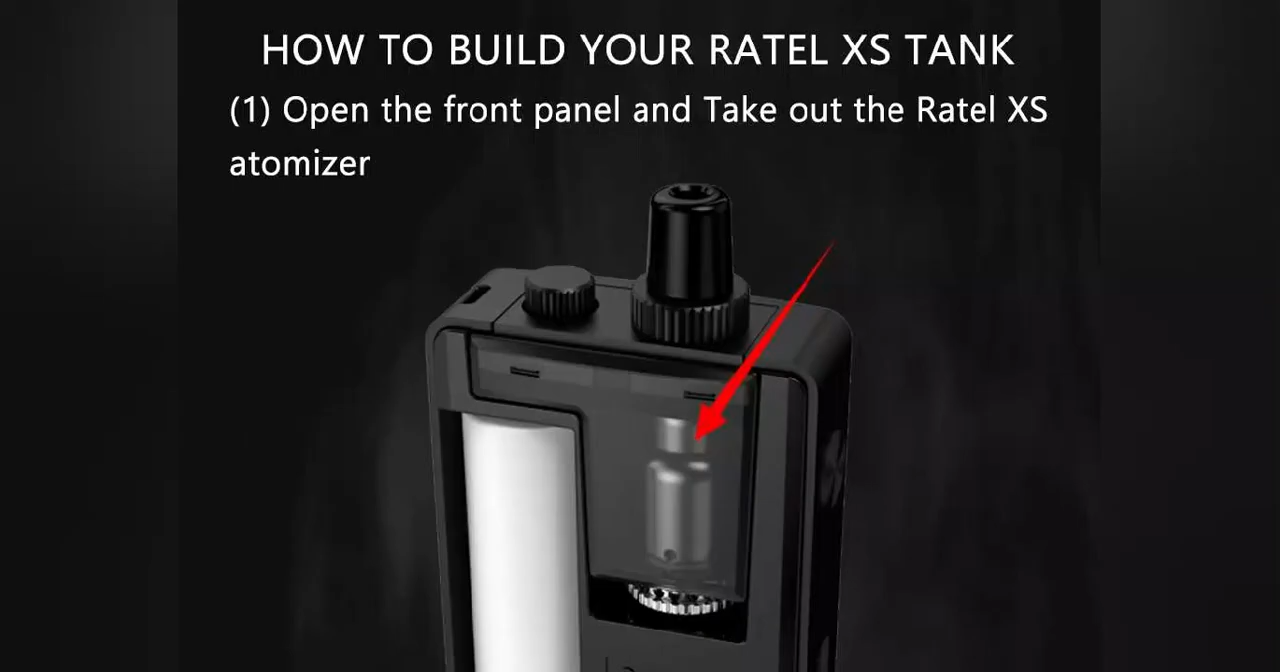 HOW TO BUILD YOUR RATEL XS TANK
(1) Open the front panel and Take out the Ratel XS
atomizer